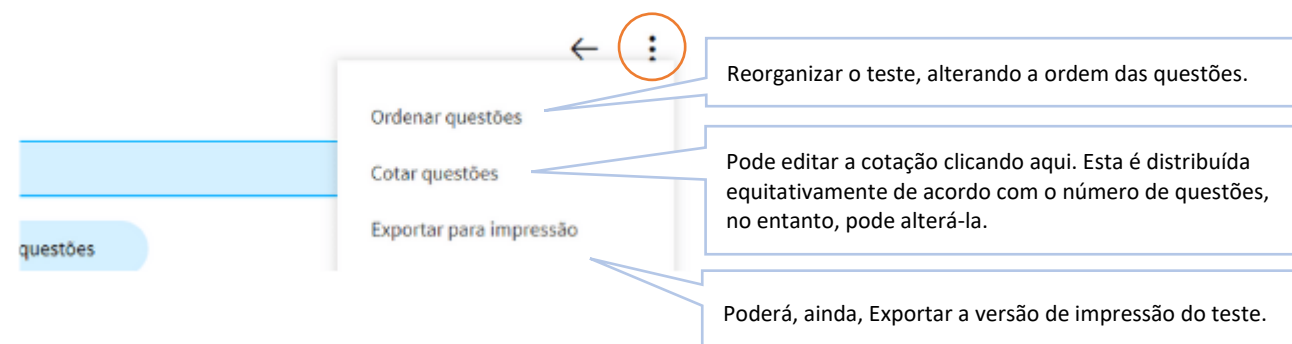 Reorganizar o teste, alterando a ordem das questões.
Ordenar questões
Pode editar a cotação clicando aqui. Esta é distribuída
equitativamente de acordo com o número de questões,
no entanto, pode alterá-la.
Cotar questões
Exportar para impressão
questões
Poderá, ainda, Exportar a versão de impressão do teste.